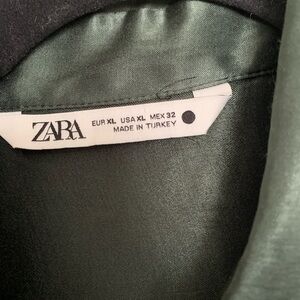 ZARA
EUR XL USA XL MEX 32
MADE IN TURKEY